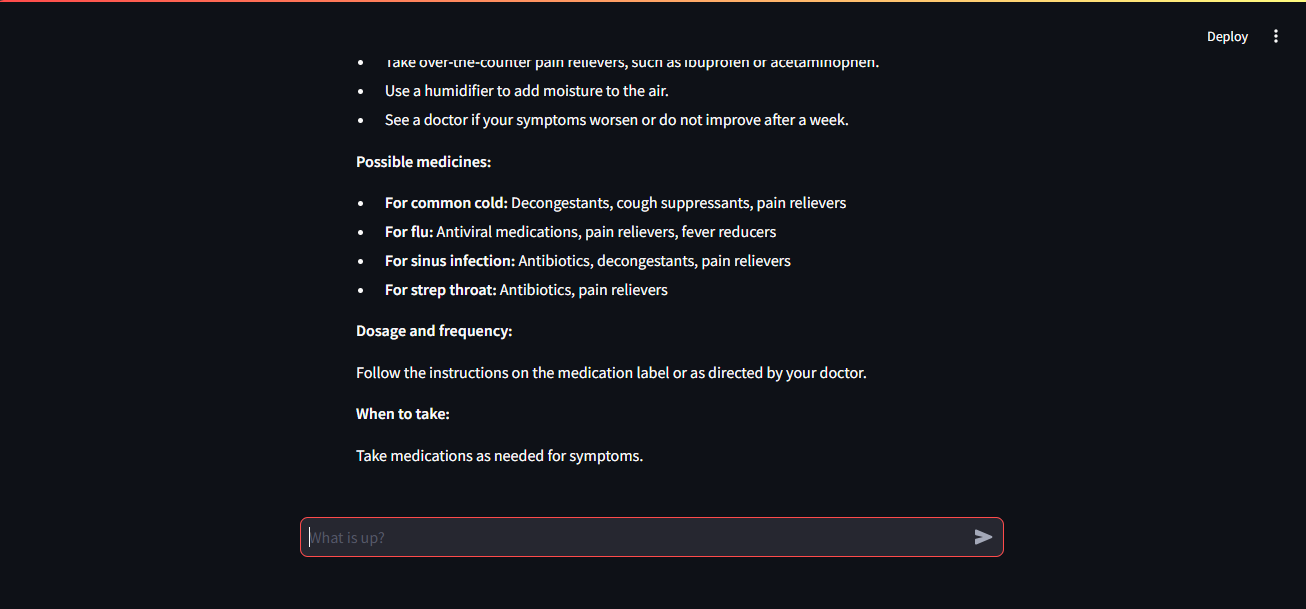 Deploy
Take over-the-counter pain relievers, such as ibuprofen or acetaminophen.
Use a humidifier to add moisture to the air.
See a doctor if your symptoms worsen or do not improve after a week.
Possible medicines:
For common cold: Decongestants, cough suppressants, pain relievers
For flu: Antiviral medications, pain relievers, fever reducers
For sinus infection: Antibiotics, decongestants, pain relievers
For strep throat: Antibiotics, pain relievers
Dosage and frequency:
Follow the instructions on the medication label or as directed by your doctor.
When to take:
Take medications as needed for symptoms.
What is up?